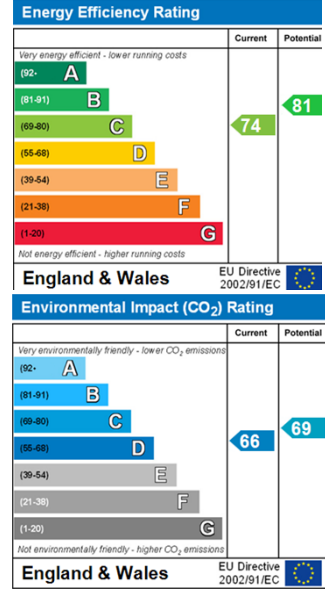 Energy Efficiency Rating
Current Potential
Very energy efficient - lower running costs
(92- A
(81-91) B
81
(69-80) C
74
(55-68) D
(39-54) E
(21-38) F
(1-20) G
Not energy efficient - higher running costs
England & Wales
EU Directive
2002/91/EC
Environmental Impact (CO2) Rating
Current Potential
Very environmentally friendly - lower CO2 emissions
(92- A
(81-91) B
(69-80) C
69
(55-68) D
66
(39-54) E
(21-38) F
(1-20) G
Not environmentally friendly - higher CO2 emissions
England & Wales
EU Directive
2002/91/EC